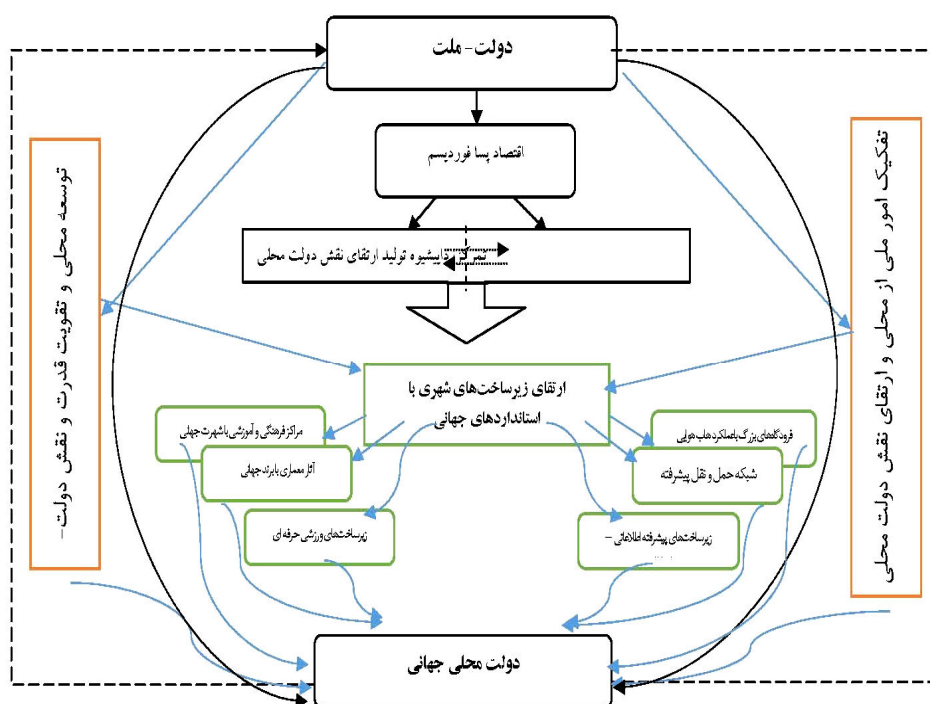 دولت- ملت
اقتصاد پسا فوردیسم
شیوه تولید ارتقای نقش دولت محلی
تفکیک امور ملی از محلی و ارتقای نقش دولت محلی
توسعه محلی و تقویت قدرت و نقش دولت-
ارتقای زیرساخت‌های شهری با
استانداردهای جهانی
فرودگاه‌های بزرگ با عملکرد هاب هوایی
مراکز فرهنگی و آموزشی با شهرت جهانی
شبکه حمل و نقل پیشرفته
آثار معماری با برند جهانی
زیرساخت‌های پیشرفته اطلاعاتی –
زیرساخت‌های ورزشی حرفه ای
دولت محلی جهانی